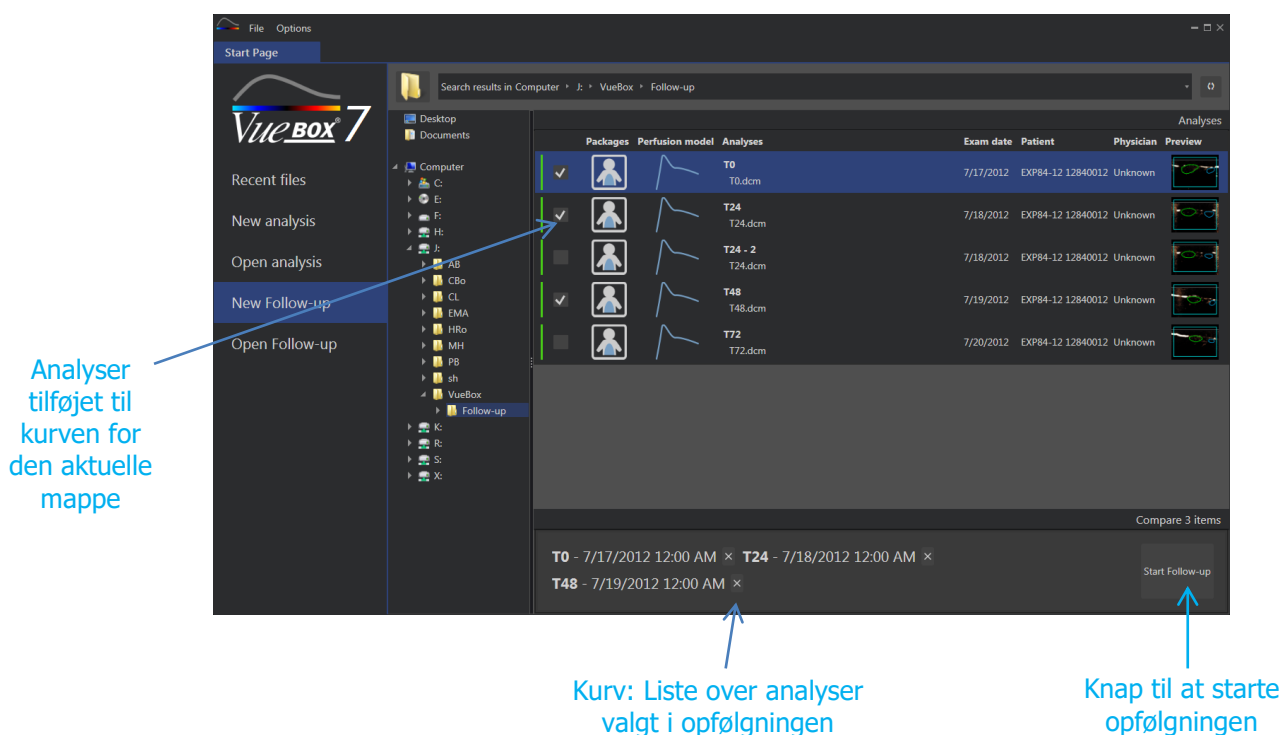 File Options
Start Page
VUEBOX® 7
Recent files
New analysis
Open analysis
New Follow-up
Open Follow-up
Search results in Computer J: VueBox Follow-up
Desktop
Documents
Computer
C:
E:
F:
H:
J:
AB
CBo
CL
EMA
HRo
MH
PB
sh
VueBox
Follow-up
K:
R:
S:
X:
Analyses
Packages Perfusion model Analyses Exam date Patient Physician Preview
T0
T0.dcm
7/17/2012 EXP84-12 12840012 Unknown
T24
T24.dcm
7/18/2012 EXP84-12 12840012 Unknown
T24 - 2
T24.dcm
7/18/2012 EXP84-12 12840012 Unknown
T48
T48.dcm
7/19/2012 EXP84-12 12840012 Unknown
T72
T72.dcm
7/20/2012 EXP84-12 12840012 Unknown
Compare 3 items
T0 - 7/17/2012 12:00 AM × T24 - 7/18/2012 12:00 AM ×
T48 - 7/19/2012 12:00 AM ×
Start Follow-up
Analyser
tilføjet til
kurven for
den aktuelle
mappe
Kurv: Liste over analyser
valgt i opfølgningen
Knap til at starte
opfølgningen